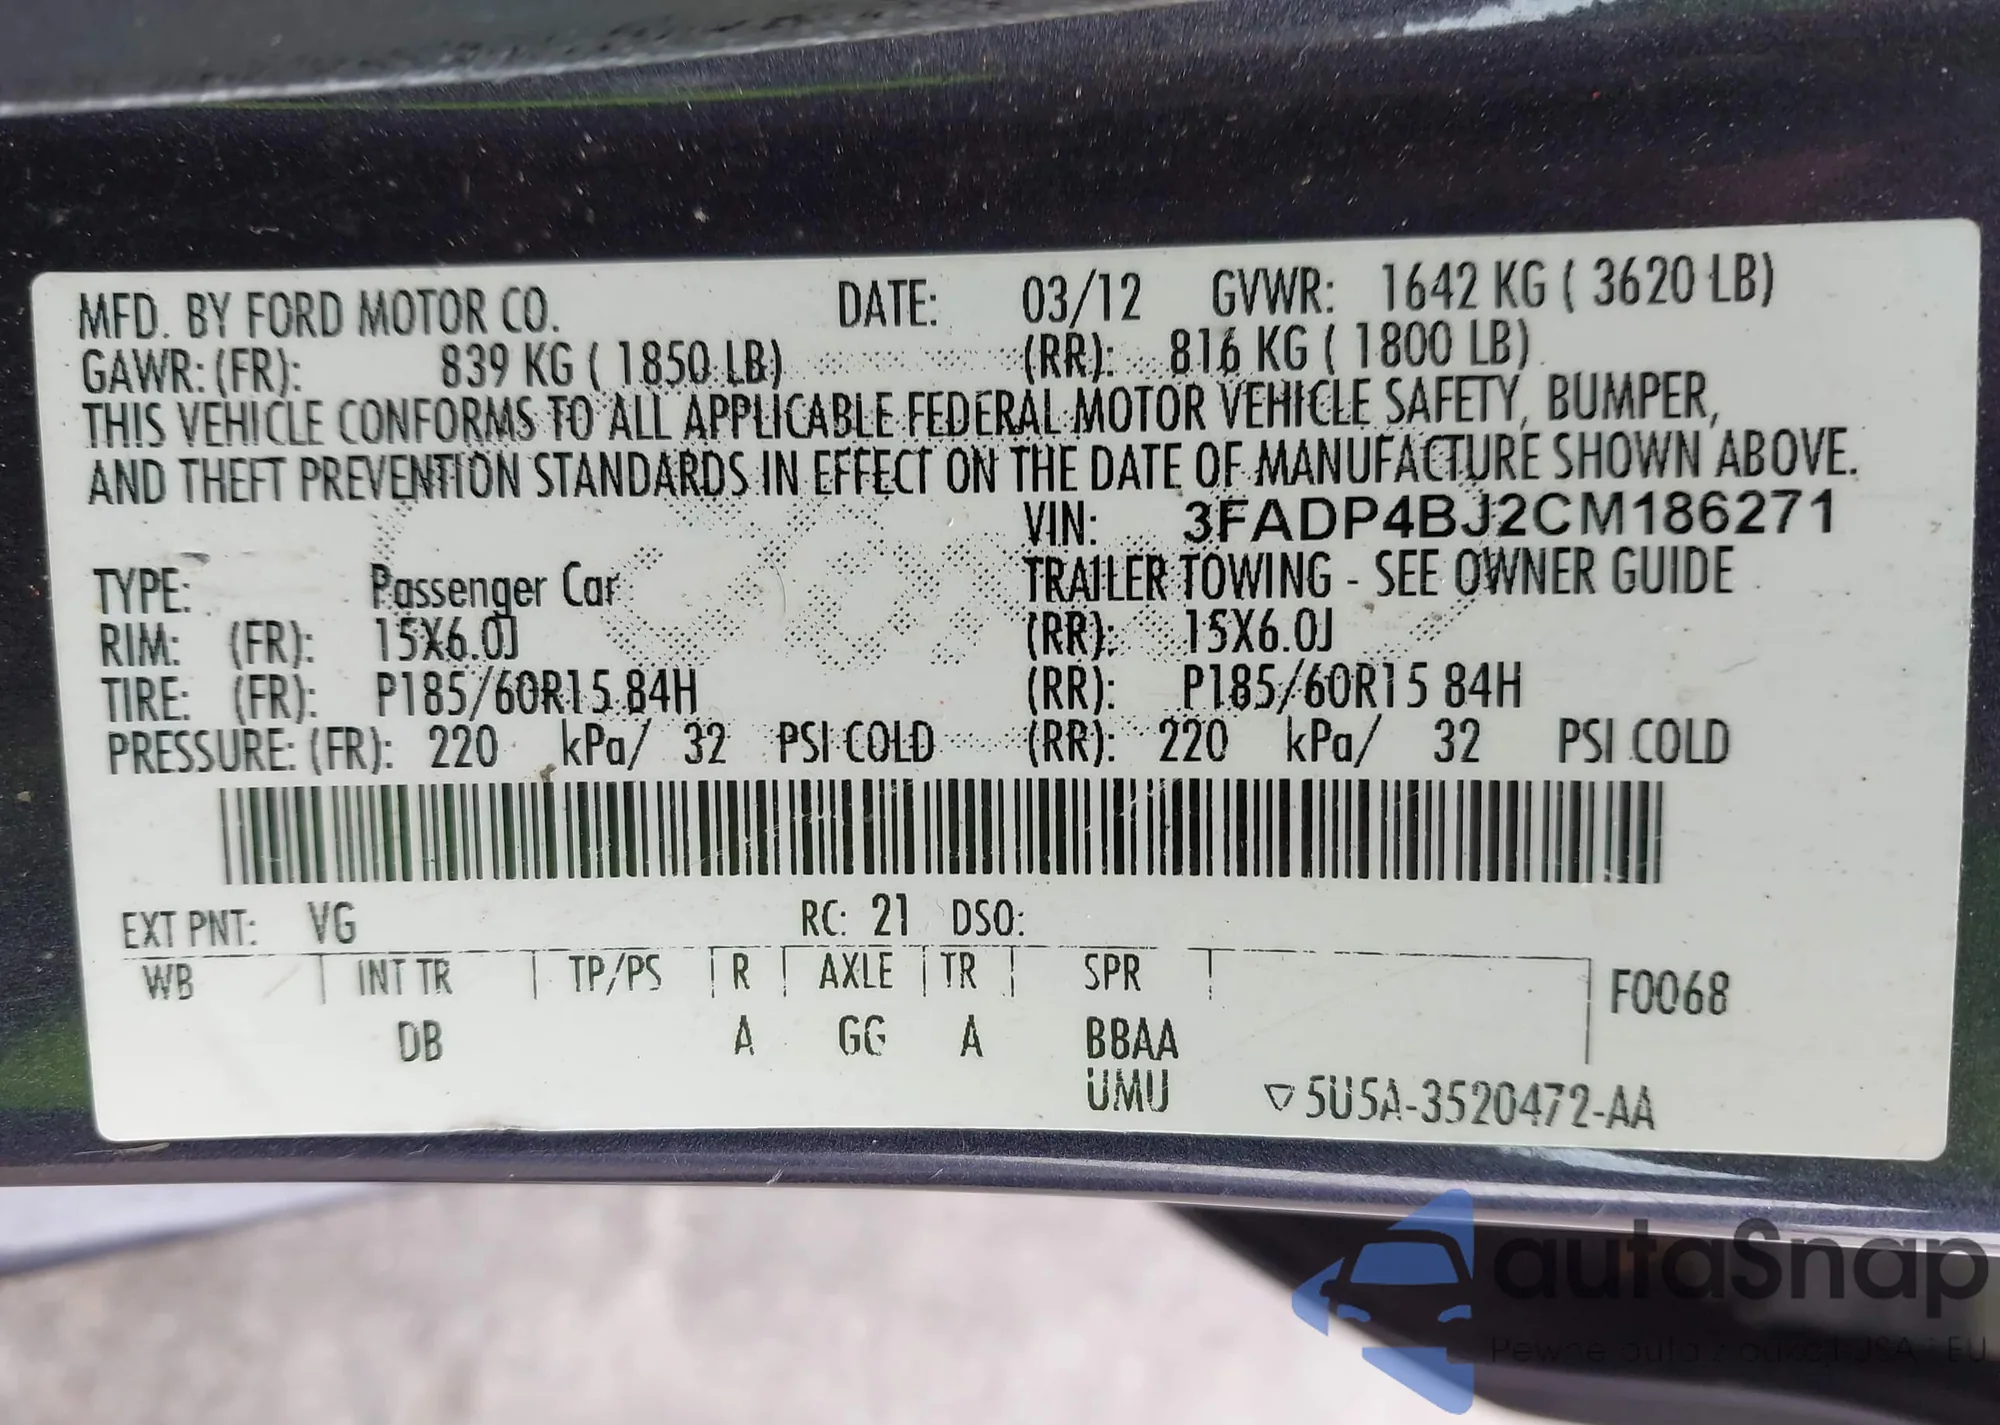 MFD. BY FORD MOTOR CO. DATE: 03/12 GVWR: 1642 KG ( 3620 LB)
GAWR: (FR): 839 KG ( 1850 LB) (RR): 816 KG ( 1800 LB)
THIS VEHICLE CONFORMS TO ALL APPLICABLE FEDERAL MOTOR VEHICLE SAFETY, BUMPER,
AND THEFT PREVENTION STANDARDS IN EFFECT ON THE DATE OF MANUFACTURE SHOWN ABOVE.
VIN: 3FADP4BJ2CM186271
TYPE: Passenger Car TRAILER TOWING - SEE OWNER GUIDE
RIM: (FR): 15X6.0J (RR): 15X6.0J
TIRE: (FR): P185/60R15 84H (RR): P185/60R15 84H
PRESSURE: (FR): 220 kPa/ 32 PSI COLD (RR): 220 kPa/ 32 PSI COLD
EXT PNT: VG RC: 21 DSO:
WB INT TR TP/PS R AXLE TR SPR F0068
DB A GG A BBAA
UMU ▽5U5A-3520472-AA
autaSnap
Pewne auta z aukcji USA i EU